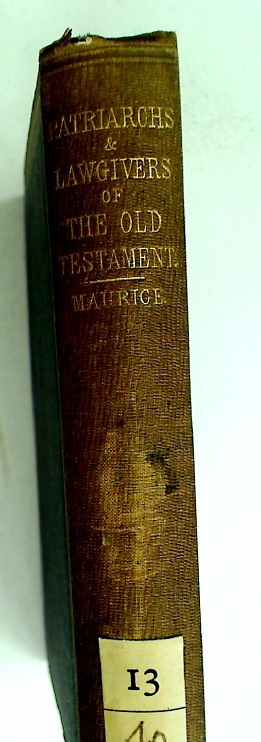 PATRIARCHS
&
LAWGIVERS
OF
THE OLD
TESTAMENT.
MAURICE.
13